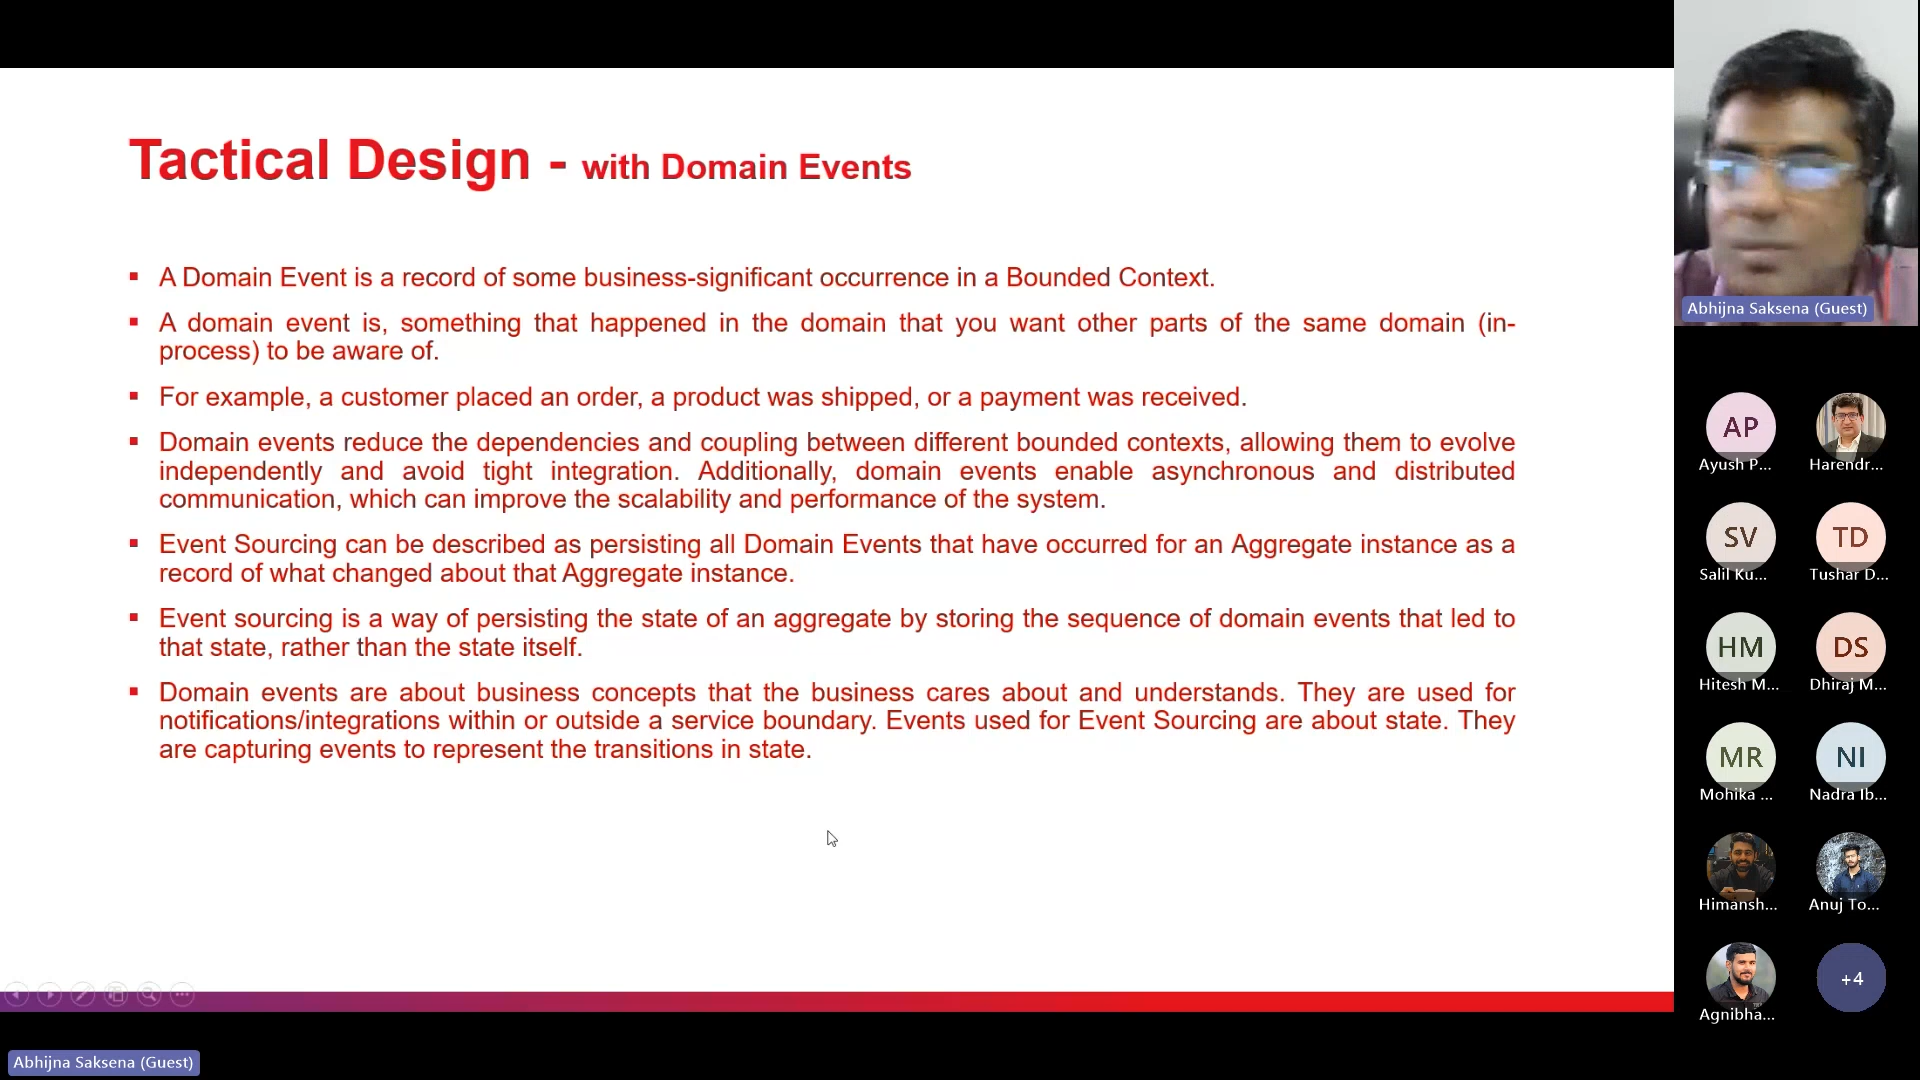 Tactical Design - with Domain Events
▪ A Domain Event is a record of some business-significant occurrence in a Bounded Context.
▪ A domain event is, something that happened in the domain that you want other parts of the same domain (in-
process) to be aware of.
▪ For example, a customer placed an order, a product was shipped, or a payment was received.
▪ Domain events reduce the dependencies and coupling between different bounded contexts, allowing them to evolve
independently and avoid tight integration. Additionally, domain events enable asynchronous and distributed
communication, which can improve the scalability and performance of the system.
▪ Event Sourcing can be described as persisting all Domain Events that have occurred for an Aggregate instance as a
record of what changed about that Aggregate instance.
▪ Event sourcing is a way of persisting the state of an aggregate by storing the sequence of domain events that led to
that state, rather than the state itself.
▪ Domain events are about business concepts that the business cares about and understands. They are used for
notifications/integrations within or outside a service boundary. Events used for Event Sourcing are about state. They
are capturing events to represent the transitions in state.
Abhijna Saksena (Guest)
AP
Ayush P...
Harendr...
SV
TD
Salil Ku...
Tushar D...
HM
DS
Hitesh M...
Dhiraj M...
MR
NI
Mohika ...
Nadra Ib...
Himansh...
Anuj To...
Agnibha...
+4
Abhijna Saksena (Guest)